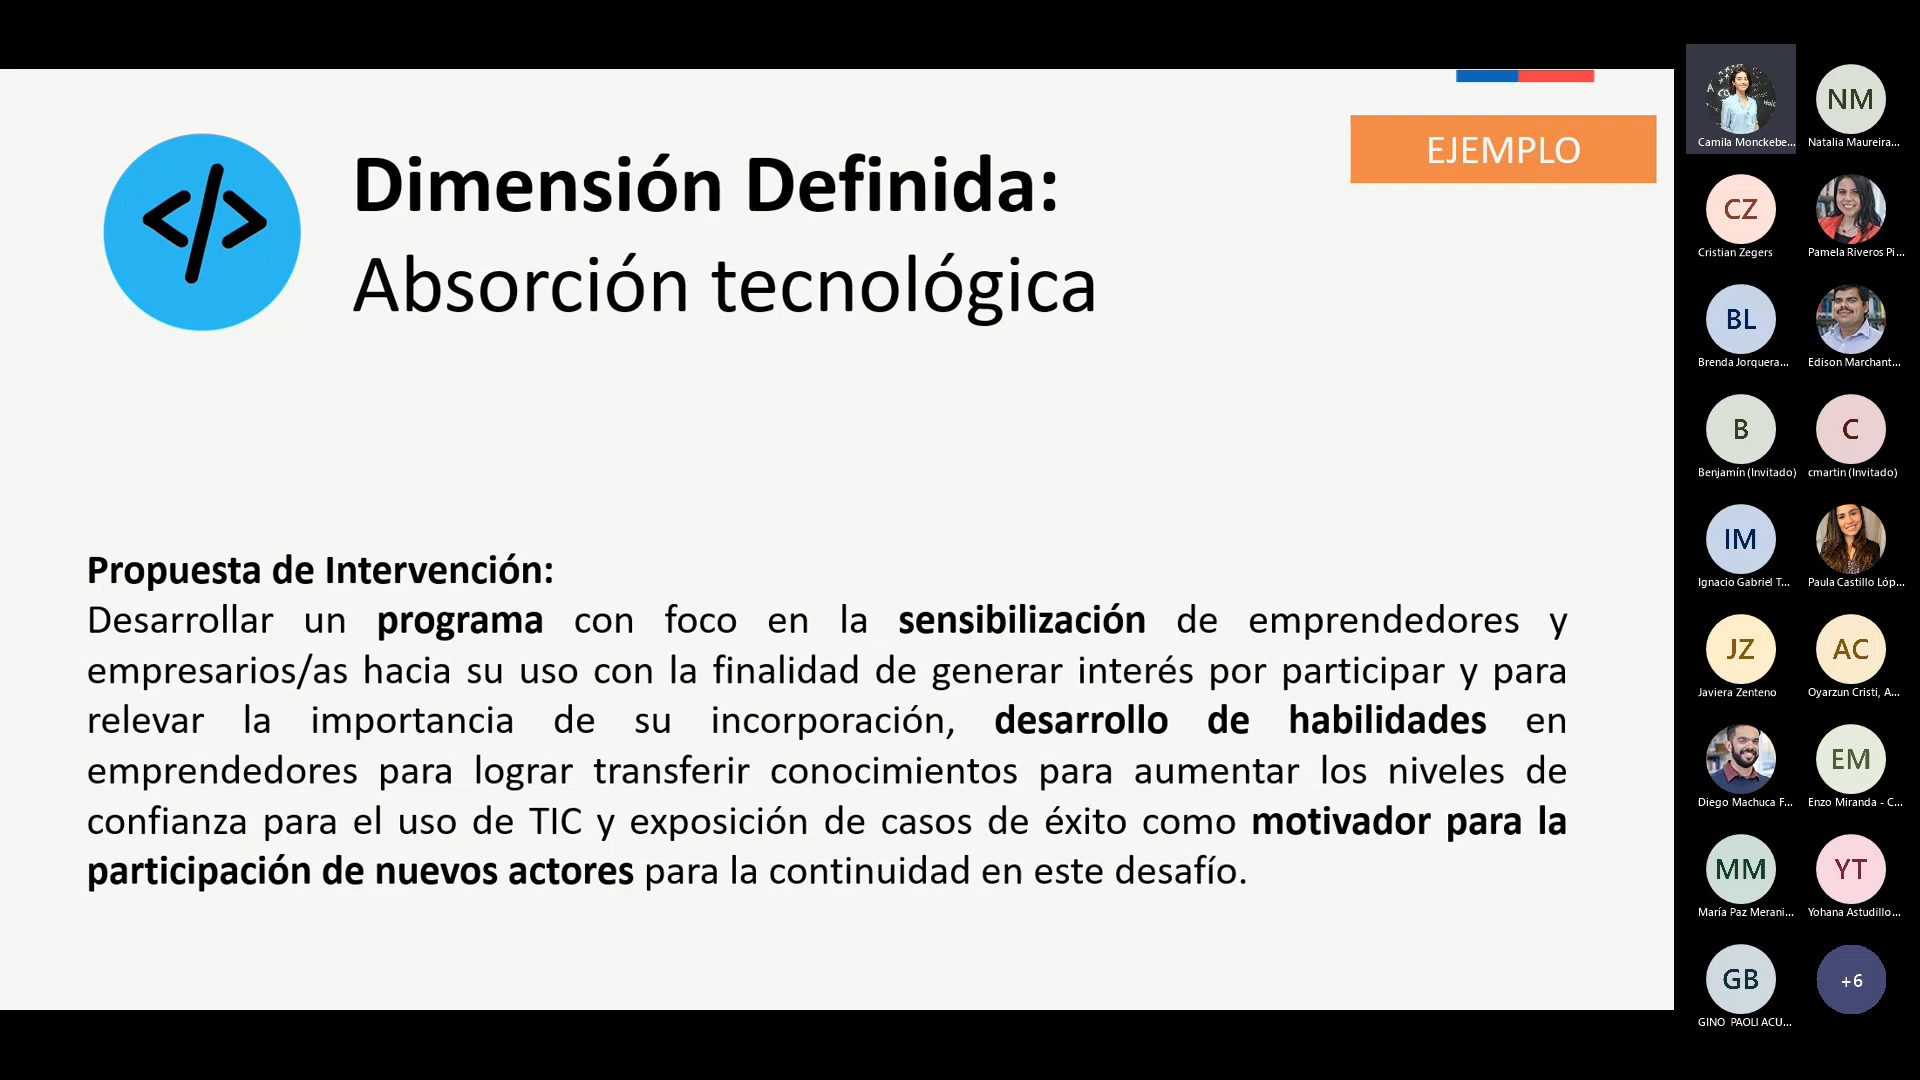 EJEMPLO
Dimensión Definida:
Absorción tecnológica
Propuesta de Intervención:
Desarrollar un programa con foco en la sensibilización de emprendedores y
empresarios/as hacia su uso con la finalidad de generar interés por participar y para
relevar la importancia de su incorporación, desarrollo de habilidades en
emprendedores para lograr transferir conocimientos para aumentar los niveles de
confianza para el uso de TIC y exposición de casos de éxito como motivador para la
participación de nuevos actores para la continuidad en este desafío.
Camila Monckebe...
NM
Natalia Maureira...
CZ
Cristian Zegers
Pamela Riveros Pi...
BL
Brenda Jorquera...
Edison Marchant...
B
Benjamín (Invitado)
C
cmartin (Invitado)
IM
Ignacio Gabriel T...
Paula Castillo Lóp...
JZ
Javiera Zenteno
AC
Oyarzun Cristi, A...
Diego Machuca F...
EM
Enzo Miranda - C...
MM
María Paz Merani...
YT
Yohana Astudillo...
GB
GINO PAOLI ACU...
+6